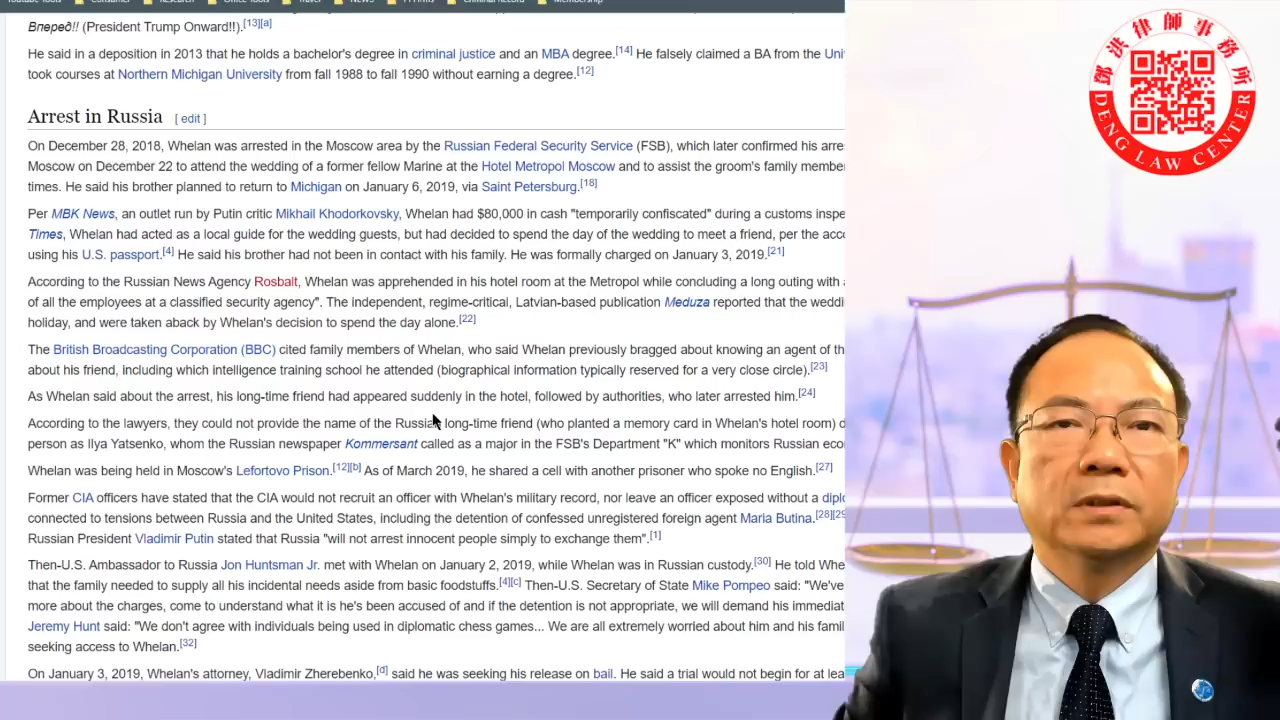 Youtube Tools Consumer Research Office Tools Travel NEWS Criminal Record Membership
Вперед!! (President Trump Onward!!).[13][a]
He said in a deposition in 2013 that he holds a bachelor's degree in criminal justice and an MBA degree.[14] He falsely claimed a BA from the Uni
took courses at Northern Michigan University from fall 1988 to fall 1990 without earning a degree.[12]
Arrest in Russia [ edit ]
On December 28, 2018, Whelan was arrested in the Moscow area by the Russian Federal Security Service (FSB), which later confirmed his arre
Moscow on December 22 to attend the wedding of a former fellow Marine at the Hotel Metropol Moscow and to assist the groom's family membe
times. He said his brother planned to return to Michigan on January 6, 2019, via Saint Petersburg.[18]
Per MBK News, an outlet run by Putin critic Mikhail Khodorkovsky, Whelan had $80,000 in cash "temporarily confiscated" during a customs inspe
Times, Whelan had acted as a local guide for the wedding guests, but had decided to spend the day of the wedding to meet a friend, per the acco
using his U.S. passport.[4] He said his brother had not been in contact with his family. He was formally charged on January 3, 2019.[21]
According to the Russian News Agency Rosbalt, Whelan was apprehended in his hotel room at the Metropol while concluding a long outing with a
of all the employees at a classified security agency". The independent, regime-critical, Latvian-based publication Meduza reported that the weddi
holiday, and were taken aback by Whelan's decision to spend the day alone.[22]
The British Broadcasting Corporation (BBC) cited family members of Whelan, who said Whelan previously bragged about knowing an agent of th
about his friend, including which intelligence training school he attended (biographical information typically reserved for a very close circle).[23]
As Whelan said about the arrest, his long-time friend had appeared suddenly in the hotel, followed by authorities, who later arrested him.[24]
According to the lawyers, they could not provide the name of the Russian long-time friend (who planted a memory card in Whelan's hotel room) d
person as Ilya Yatsenko, whom the Russian newspaper Kommersant called as a major in the FSB's Department "K" which monitors Russian eco
Whelan was being held in Moscow's Lefortovo Prison.[12][b] As of March 2019, he shared a cell with another prisoner who spoke no English.[27]
Former CIA officers have stated that the CIA would not recruit an officer with Whelan's military record, nor leave an officer exposed without a diplo
connected to tensions between Russia and the United States, including the detention of confessed unregistered foreign agent Maria Butina.[28][29
Russian President Vladimir Putin stated that Russia "will not arrest innocent people simply to exchange them".[1]
Then-U.S. Ambassador to Russia Jon Huntsman Jr. met with Whelan on January 2, 2019, while Whelan was in Russian custody.[30] He told Whe
that the family needed to supply all his incidental needs aside from basic foodstuffs.[4][c] Then-U.S. Secretary of State Mike Pompeo said: "We've
more about the charges, come to understand what it is he's been accused of and if the detention is not appropriate, we will demand his immediat
Jeremy Hunt said: "We don't agree with individuals being used in diplomatic chess games... We are all extremely worried about him and his famil
seeking access to Whelan.[32]
On January 3, 2019, Whelan's attorney, Vladimir Zherebenko,[d] said he was seeking his release on bail. He said a trial would not begin for at lea
鄧洪律師事務所
DENG LAW CENTER